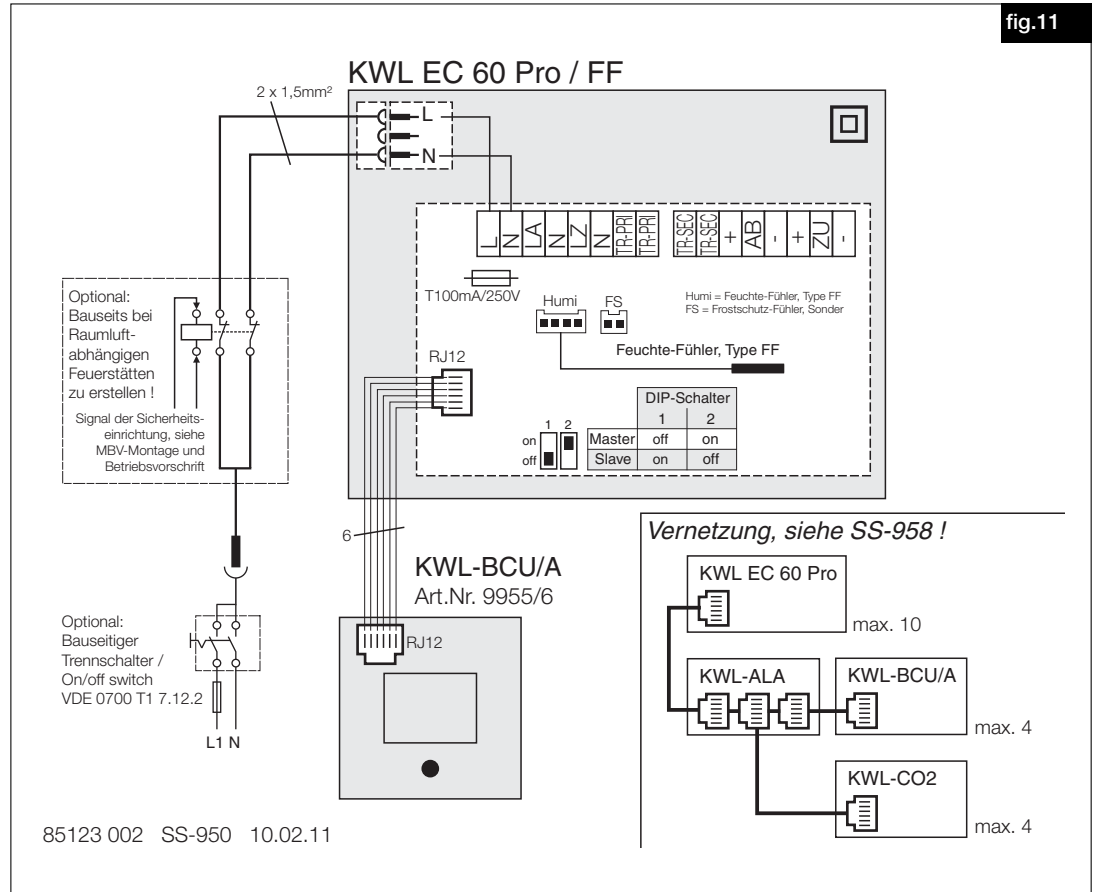 fig.11
KWL EC 60 Pro / FF
2 x 1,5mm²
L
N
L
N
LA
N
LZ
N
TR-PRI
TR-PRI
TR-SEC
TR-SEC
+
AB
-
+
ZU
-
T100mA/250V
Humi
FS
Humi = Feuchte-Fühler, Type FF
FS = Frostschutz-Fühler, Sonder
Feuchte-Fühler, Type FF
RJ12
DIP-Schalter
1 2
1 2
on
off
Master off on
Slave on off
Optional:
Bauseits bei
Raumluft-
abhängigen
Feuerstätten
zu erstellen !
Signal der Sicherheits-
einrichtung, siehe
MBV-Montage und
Betriebsvorschrift
6
KWL-BCU/A
Art.Nr. 9955/6
RJ12
Optional:
Bauseitiger
Trennschalter /
On/off switch
VDE 0700 T1 7.12.2
L1 N
Vernetzung, siehe SS-958 !
KWL EC 60 Pro
max. 10
KWL-ALA
KWL-BCU/A
max. 4
KWL-CO2
max. 4
85123 002 SS-950 10.02.11